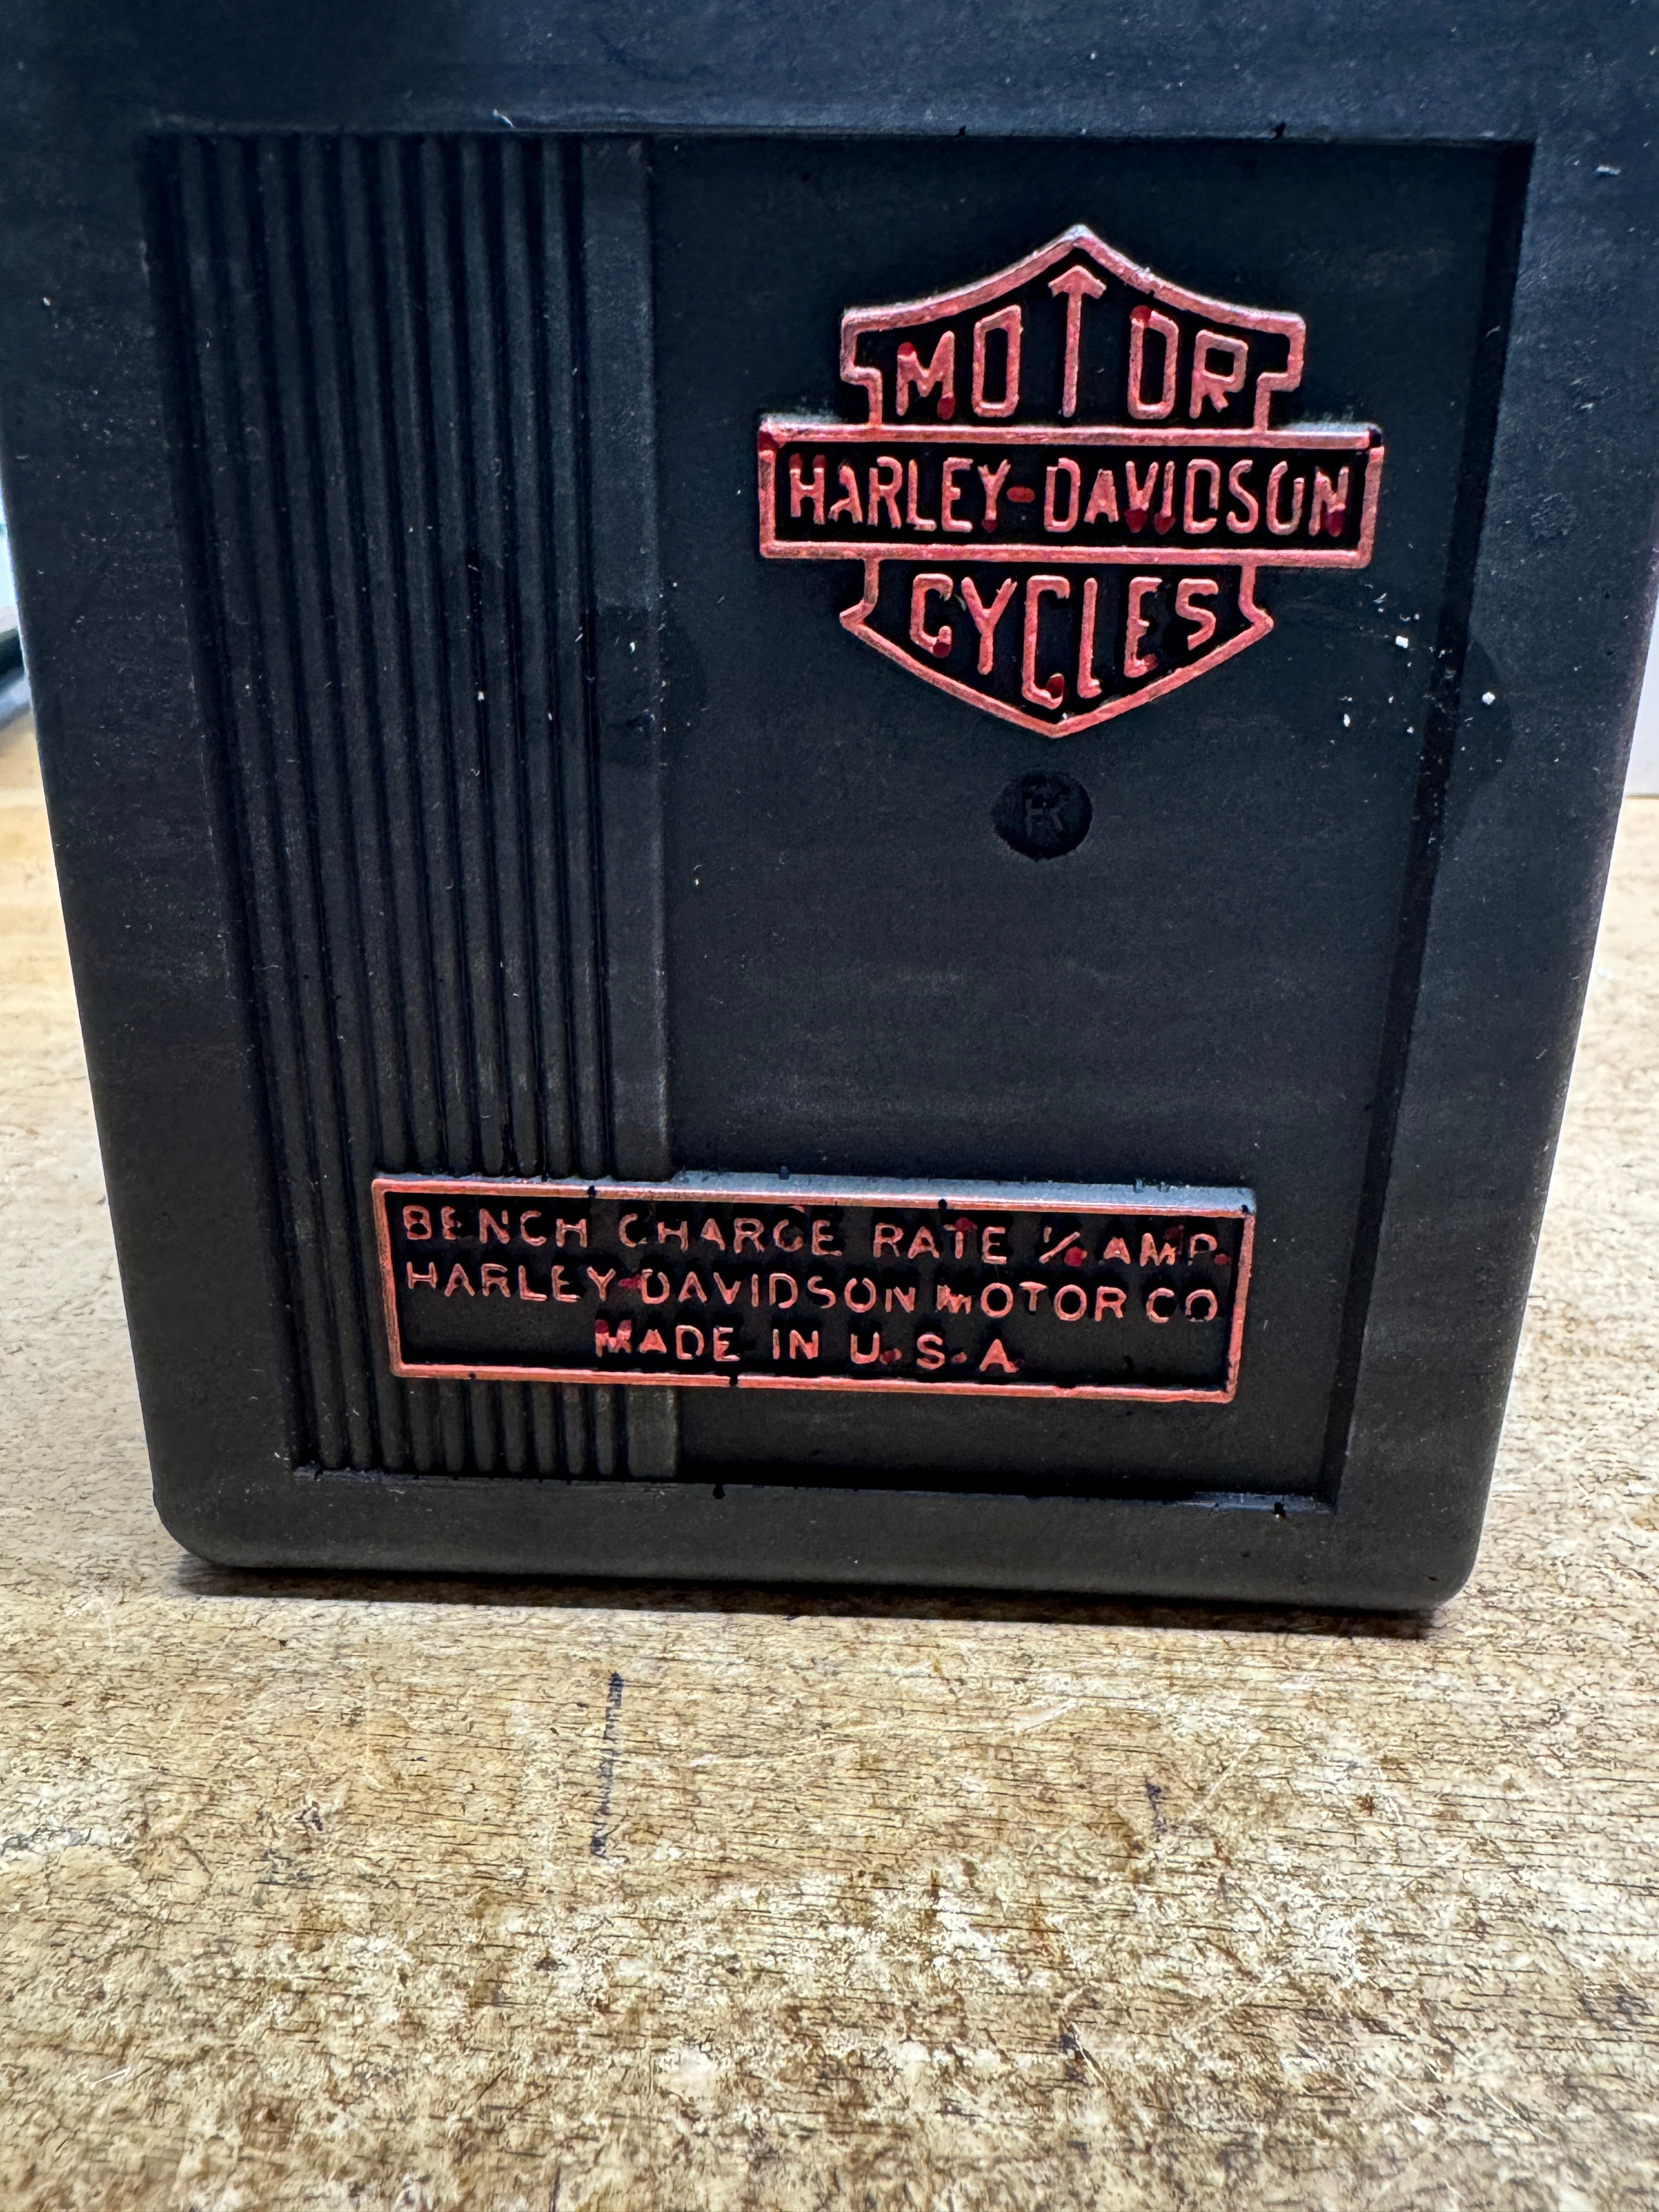 MOTOR
HARLEY-DAVIDSON
CYCLES
R
BENCH CHARGE RATE ½ AMP.
HARLEY-DAVIDSON MOTOR CO
MADE IN U.S.A